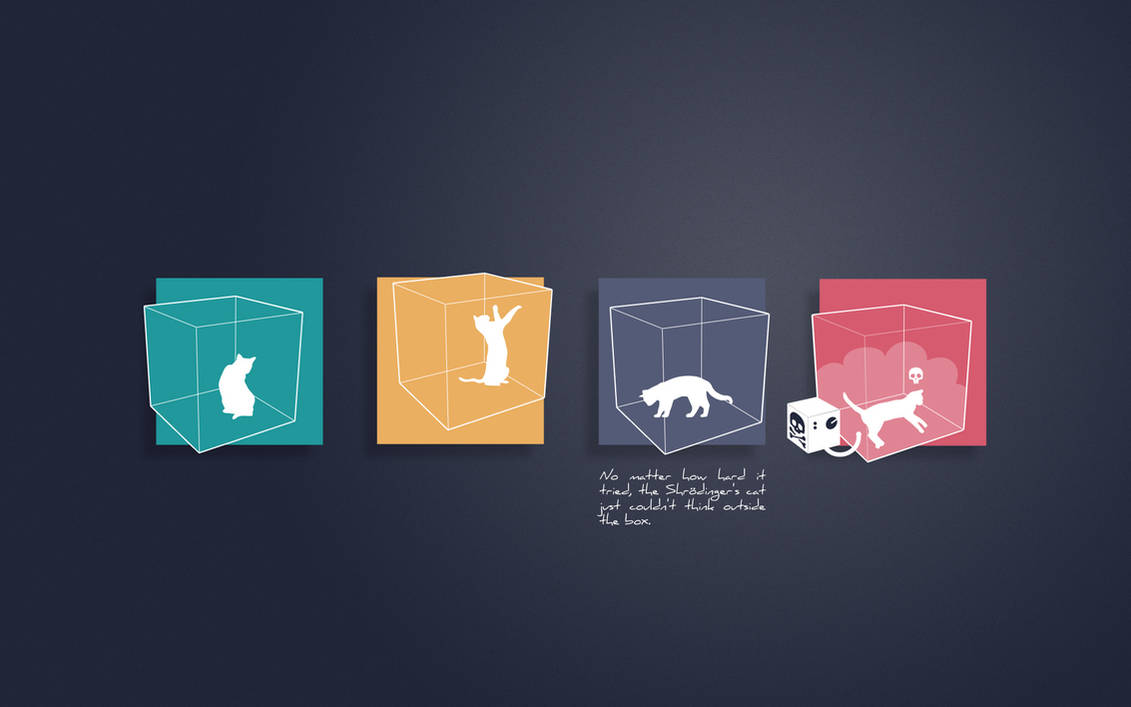 No matter how hard it
tried, the Shrödinger's cat
just couldn't think outside
the box.